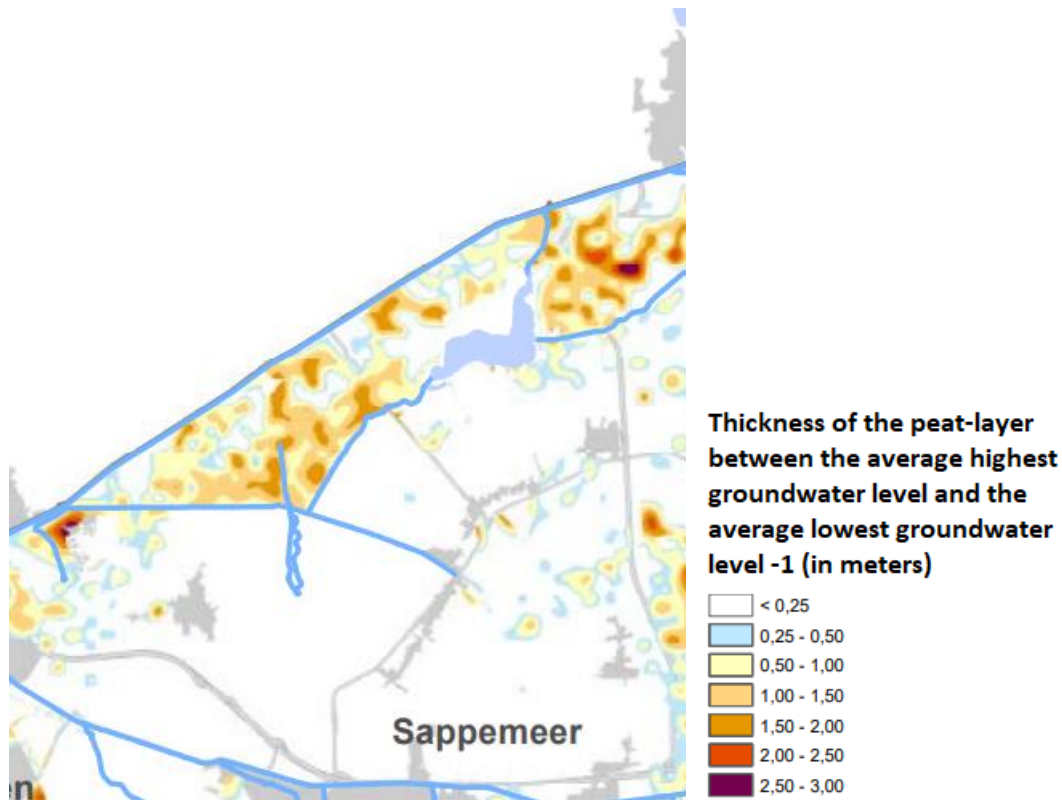 Thickness of the peat-layer
between the average highest
groundwater level and the
average lowest groundwater
level -1 (in meters)
< 0,25
0,25 - 0,50
0,50 - 1,00
1,00 - 1,50
1,50 - 2,00
2,00 - 2,50
2,50 - 3,00
Sappemeer
en